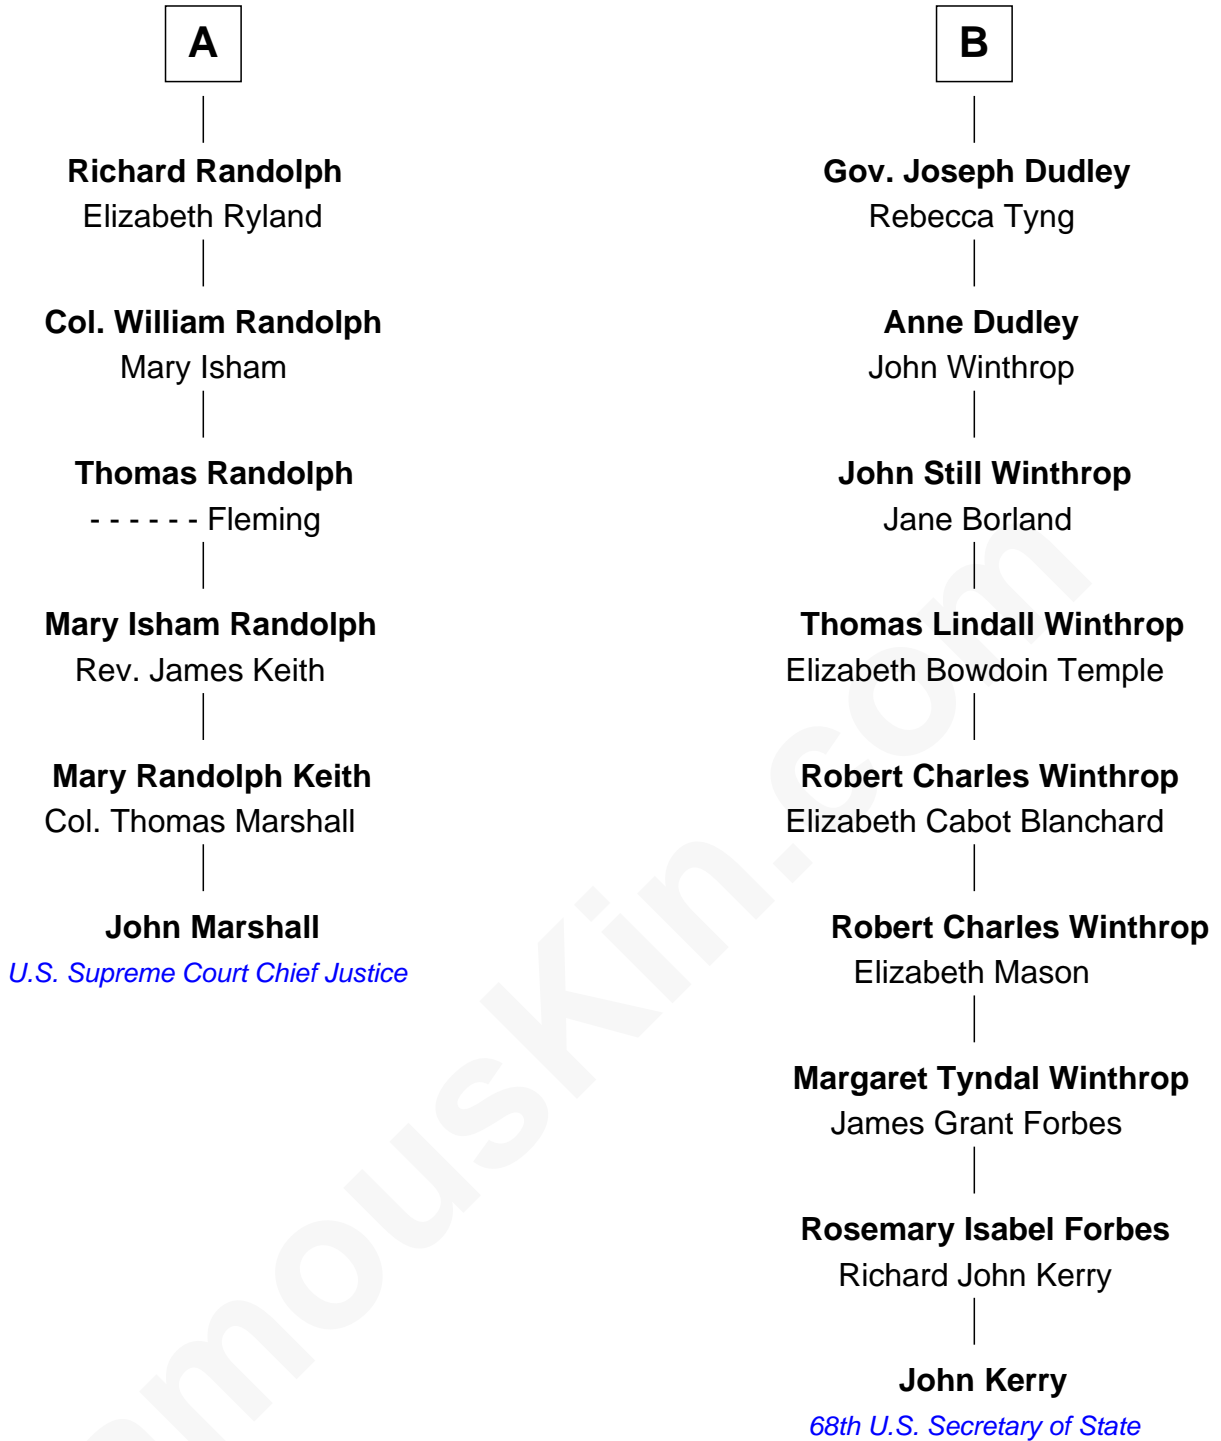 A
Richard Randolph
Elizabeth Ryland
Col. William Randolph
Mary Isham
Thomas Randolph
- - - - - - Fleming
Mary Isham Randolph
Rev. James Keith
Mary Randolph Keith
Col. Thomas Marshall
John Marshall
U.S. Supreme Court Chief Justice
B
Gov. Joseph Dudley
Rebecca Tyng
Anne Dudley
John Winthrop
John Still Winthrop
Jane Borland
Thomas Lindall Winthrop
Elizabeth Bowdoin Temple
Robert Charles Winthrop
Elizabeth Cabot Blanchard
Robert Charles Winthrop
Elizabeth Mason
Margaret Tyndal Winthrop
James Grant Forbes
Rosemary Isabel Forbes
Richard John Kerry
John Kerry
68th U.S. Secretary of State
amouskin.com